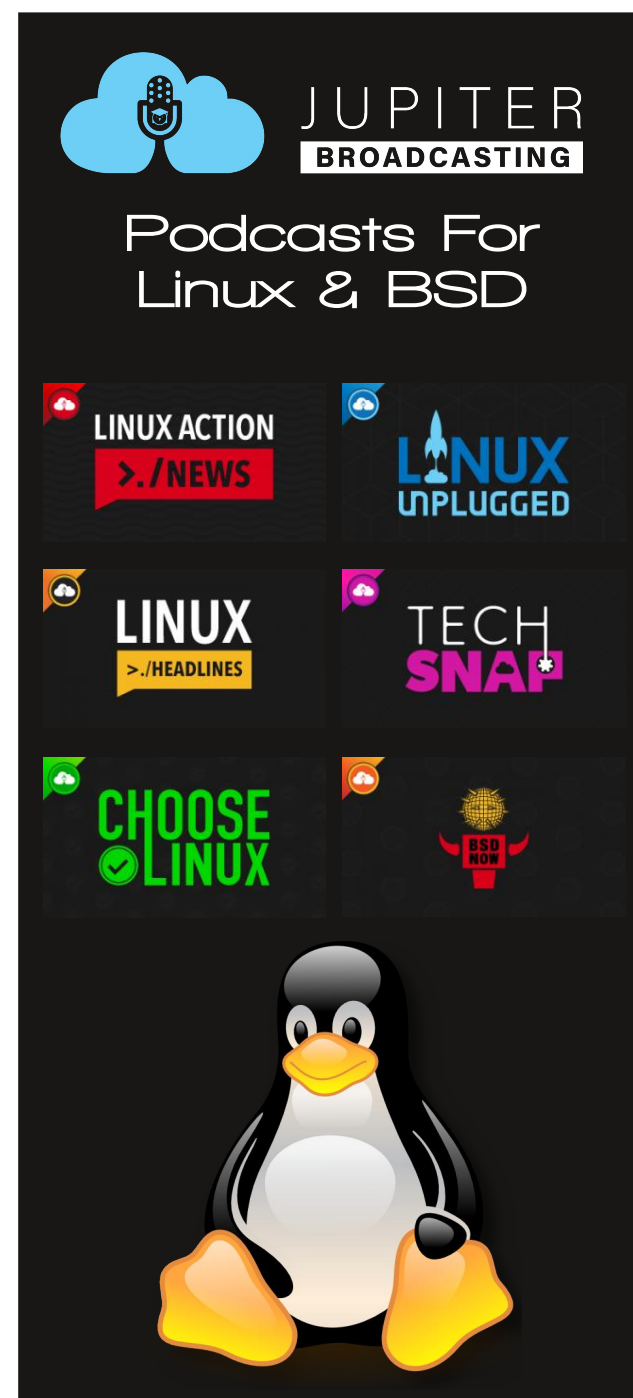 JUPITER
BROADCASTING
Podcasts For
Linux & BSD
LINUX ACTION
>./NEWS
LINUX
UNPLUGGED
LINUX
>./HEADLINES
TECH
SNAP
CHOOSE
LINUX
BSD
NOW